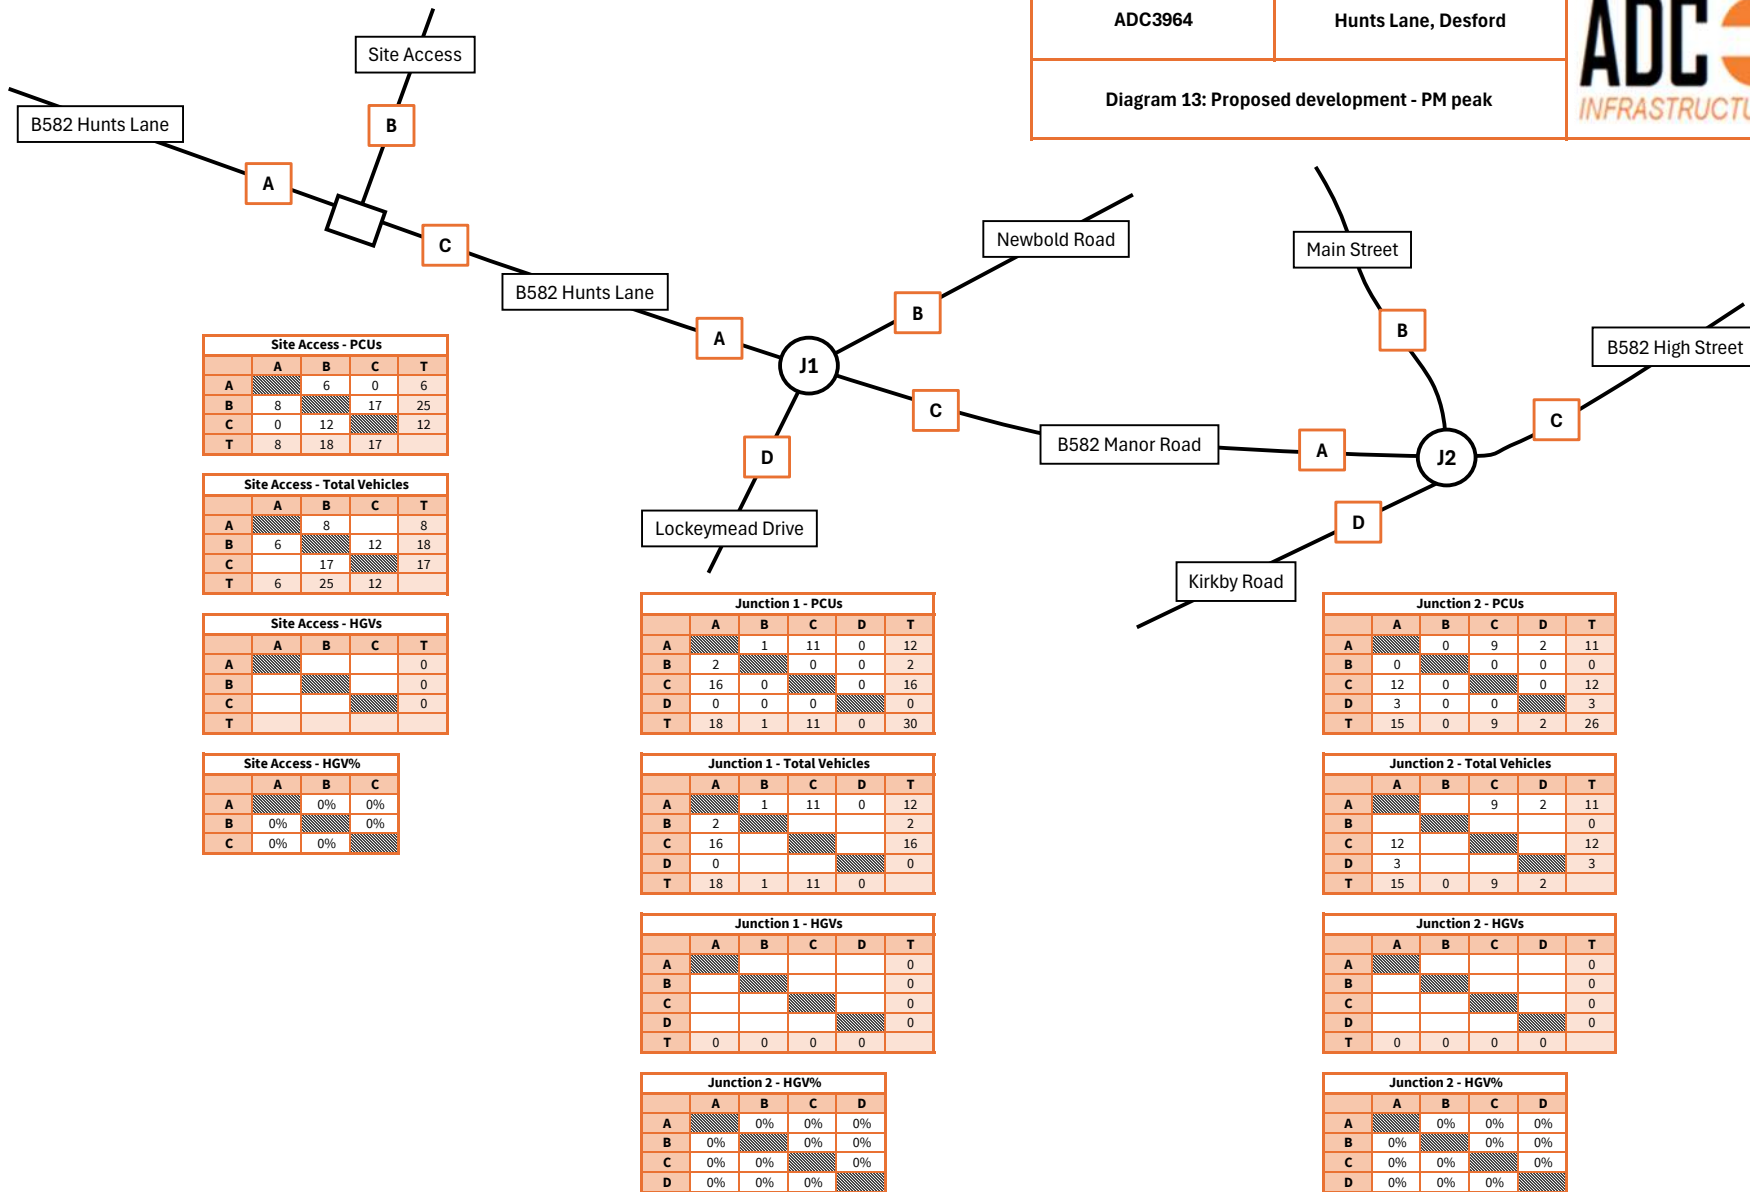 ADC3964 Hunts Lane, Desford
Diagram 13: Proposed development - PM peak
ADC
Site Access
B582 Hunts Lane
B
A
C
B582 Hunts Lane
Newbold Road
Main Street
B582 High Street
A
B
J1
C
D
Lockeymead Drive
B582 Manor Road
A
B
J2
C
D
Kirkby Road
Site Access - PCUs
A B C T
A 6 0 6
B 8 17 25
C 0 12 12
T 8 18 17
Site Access - Total Vehicles
A B C T
A 8 8
B 6 12 18
C 17 17
T 6 25 12
Site Access - HGVs
A B C T
A 0
B 0
C 0
T
Site Access - HGV%
A B C
A 0% 0%
B 0% 0%
C 0% 0%
Junction 1 - PCUs
A B C D T
A 1 11 0 12
B 2 0 0 2
C 16 0 0 16
D 0 0 0 0
T 18 1 11 0 30
Junction 1 - Total Vehicles
A B C D T
A 1 11 0 12
B 2 2
C 16 16
D 0 0
T 18 1 11 0
Junction 1 - HGVs
A B C D T
A 0
B 0
C 0
D 0
T 0 0 0 0
Junction 2 - HGV%
A B C D
A 0% 0% 0%
B 0% 0% 0%
C 0% 0% 0%
D 0% 0% 0%
Junction 2 - PCUs
A B C D T
A 0 9 2 11
B 0 0 0 0
C 12 0 0 12
D 3 0 0 3
T 15 0 9 2 26
Junction 2 - Total Vehicles
A B C D T
A 9 2 11
B 0
C 12 12
D 3 3
T 15 0 9 2
Junction 2 - HGVs
A B C D T
A 0
B 0
C 0
D 0
T 0 0 0 0
Junction 2 - HGV%
A B C D
A 0% 0% 0%
B 0% 0% 0%
C 0% 0% 0%
D 0% 0% 0%